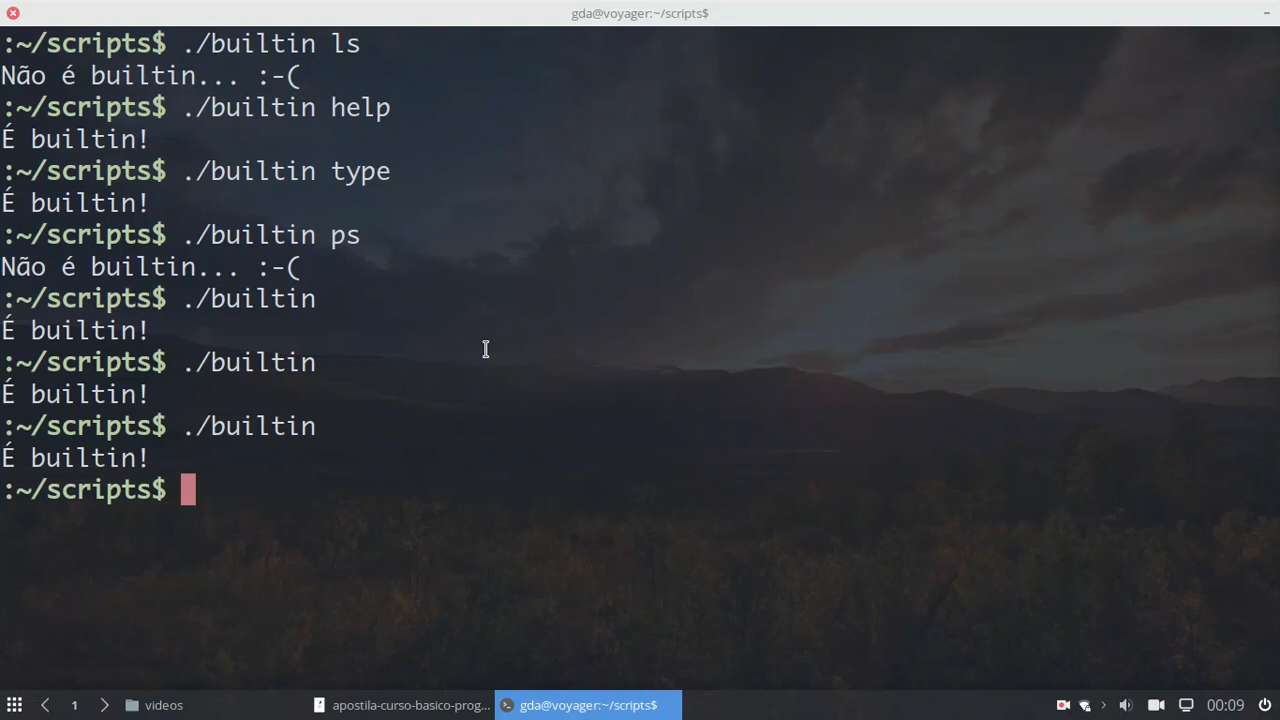 gda@voyager:~/scripts$
:~/scripts$ ./builtin ls
Não é builtin... :-(
:~/scripts$ ./builtin help
É builtin!
:~/scripts$ ./builtin type
É builtin!
:~/scripts$ ./builtin ps
Não é builtin... :-(
:~/scripts$ ./builtin
É builtin!
:~/scripts$ ./builtin
É builtin!
:~/scripts$ ./builtin
É builtin!
:~/scripts$
1 videos apostila-curso-basico-prog... gda@voyager:~/scripts$ 00:09